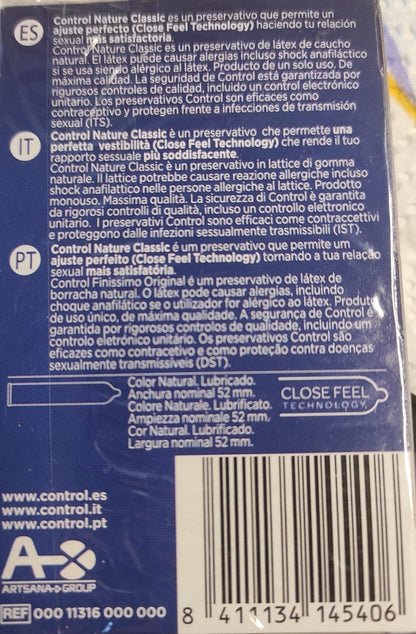 ES
Control Nature Classic es un preservativo que permite un
ajuste perfecto (Close Feel Technology) haciendo tu relación
sexual más satisfactoria.
Control Nature Classic es un preservativo de látex de caucho
natural. El látex puede causar alergias incluso shock anafiláctico
si se usa siendo alérgico al látex. Producto de un solo uso. De
máxima calidad. La seguridad de Control está garantizada por
rigurosos controles de calidad, incluido un control electrónico
unitario. Los preservativos Control son eficaces como
contraceptivo y protegen frente a infecciones de transmisión
sexual (ITS).
IT
Control Nature Classic è un preservativo che permette una
perfetta vestibilità (Close Feel Technology) che rende il tuo
rapporto sessuale più soddisfacente.
Control Nature Classic è un preservativo in lattice di gomma
naturale. Il lattice potrebbe causare reazione allergiche incluso
shock anafilattico nelle persone allergiche al lattice. Prodotto
monouso. Massima qualità. La sicurezza di Control è garantita
da rigorosi controlli di qualità, incluso un controllo elettronico
unitario. I preservativi Control sono efficaci come contraccettivi
e proteggono dalle infezioni sessualmente trasmissibili (IST).
PT
Control Nature Classic é um preservativo que permite um
ajuste perfeito (Close Feel Technology) tornando a tua relação
sexual mais satisfatória.
Control Finissimo Original é um preservativo de látex de
borracha natural. O látex pode causar alergias, incluindo
choque anafilático se o utilizador for alérgico ao látex. Produto
de uso único, de máxima qualidade. A segurança de Control é
garantida por rigorosos controlos de qualidade, incluindo um
controlo eletrónico unitário. Os preservativos Control são
eficazes como contracetivo e como proteção contra doenças
sexualmente transmissíveis (DST).
Color Natural. Lubricado.
Anchura nominal 52 mm.
Colore Naturale. Lubrificato.
Ampiezza nominale 52 mm.
Cor Natural. Lubrificado.
Largura nominal 52 mm.
CLOSE FEEL
TECHNOLOGY
www.control.es
www.control.it
www.control.pt
ARTSANA GROUP
REF 000 11316 000 000
8 411134 145406